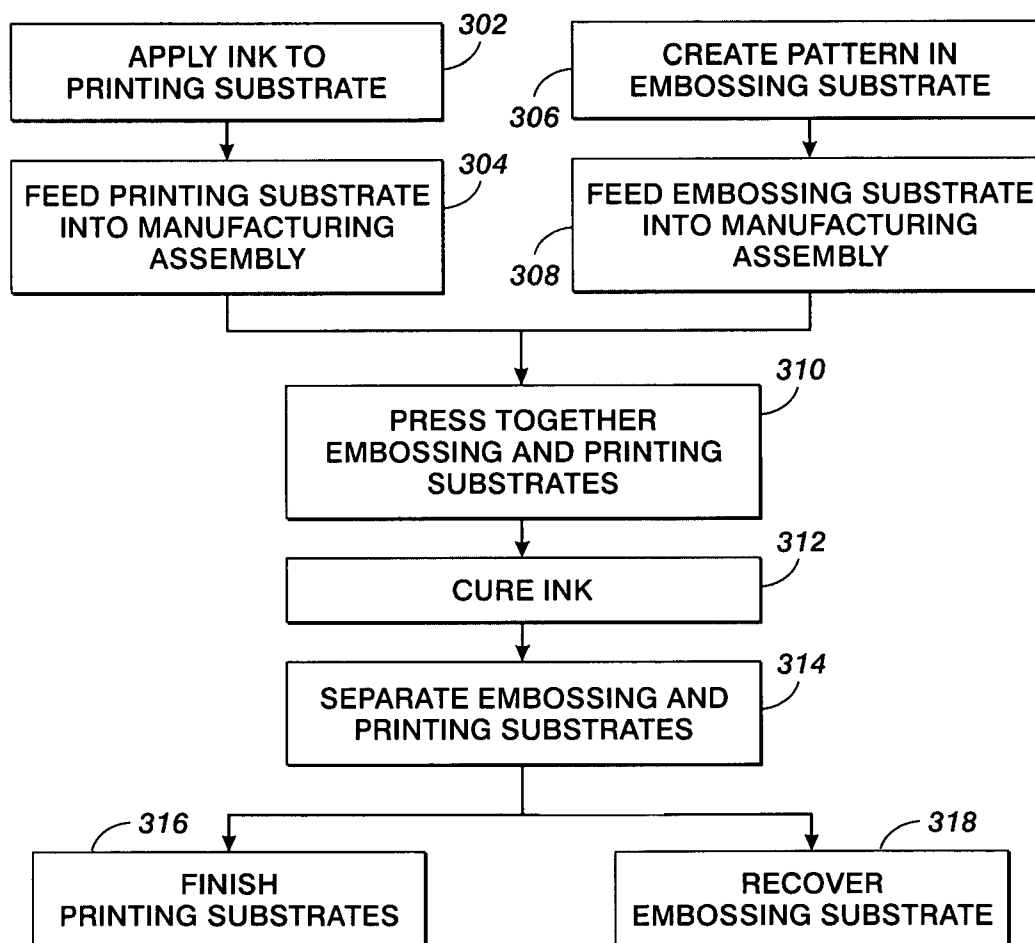 302
APPLY INK TO
PRINTING SUBSTRATE
306
CREATE PATTERN IN
EMBOSSING SUBSTRATE
304
FEED PRINTING SUBSTRATE
INTO MANUFACTURING
ASSEMBLY
308
FEED EMBOSSING SUBSTRATE
INTO MANUFACTURING
ASSEMBLY
310
PRESS TOGETHER
EMBOSSING AND PRINTING
SUBSTRATES
312
CURE INK
314
SEPARATE EMBOSSING AND
PRINTING SUBSTRATES
316
FINISH
PRINTING SUBSTRATES
318
RECOVER
EMBOSSING SUBSTRATE